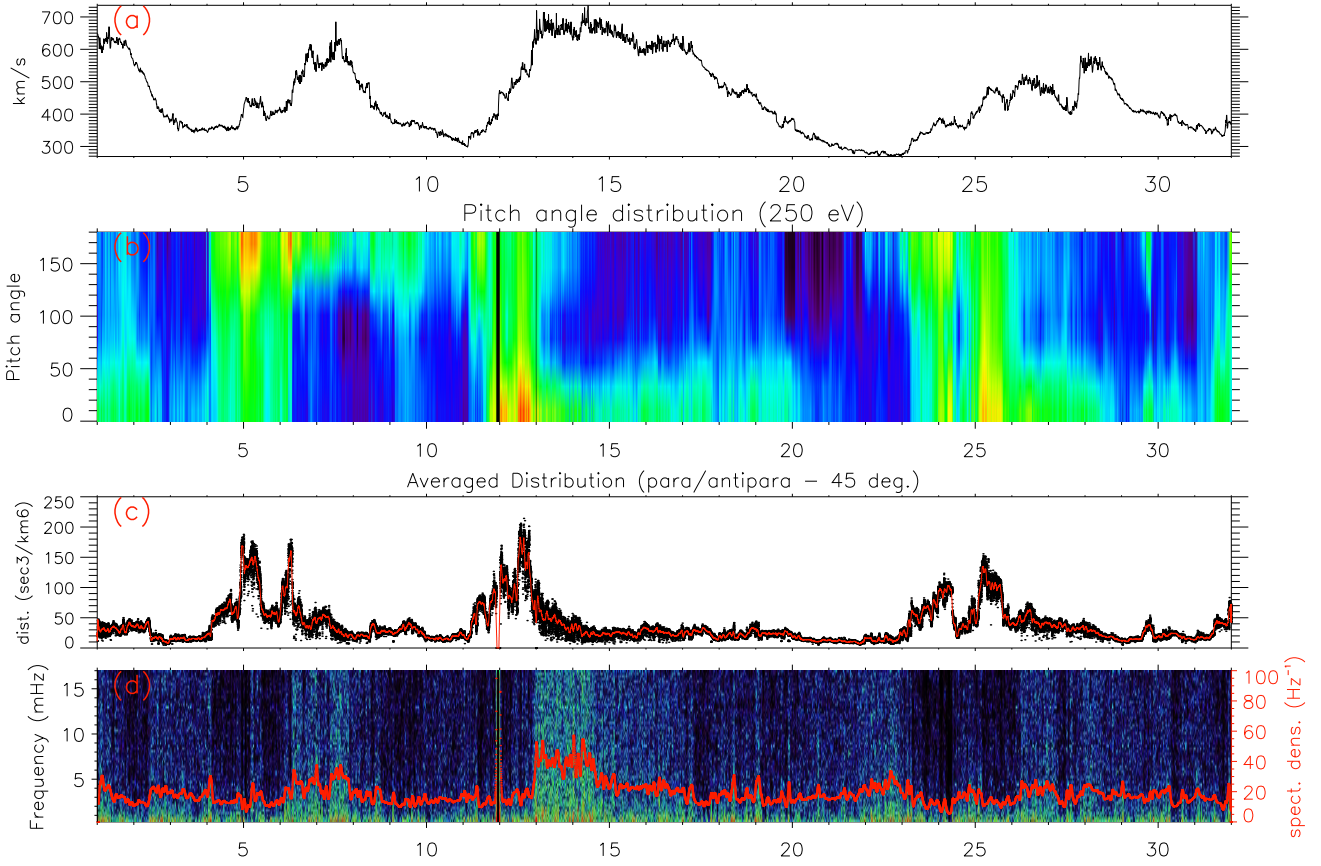 (a)
700
600
500
400
300
km/s
5 10 15 20 25 30
Pitch angle distribution (250 eV)
(b)
150
100
50
0
Pitch angle
5 10 15 20 25 30
Averaged Distribution (para/antipara − 45 deg.)
(c)
250
200
150
100
50
0
dist. (sec3/km6)
(d)
15
10
5
Frequency (mHz)
100
80
60
40
20
0
spect. dens. (Hz⁻¹)
5 10 15 20 25 30